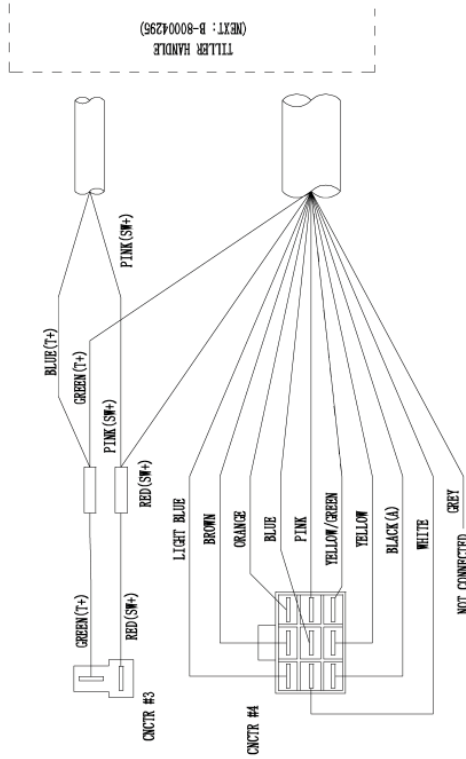 TILLER HANDLE
(NEXT: B-80004295)
PINK(SW+)
BLUE(T+)
GREEN(T+)
PINK(SW+)
RED(SW+)
GREEN(T+)
RED(SW+)
CNCTR #3
LIGHT BLUE
BROWN
ORANGE
BLUE
PINK
YELLOW/GREEN
YELLOW
BLACK(A)
WHITE
GREY
NOT CONNECTED
CNCTR #4